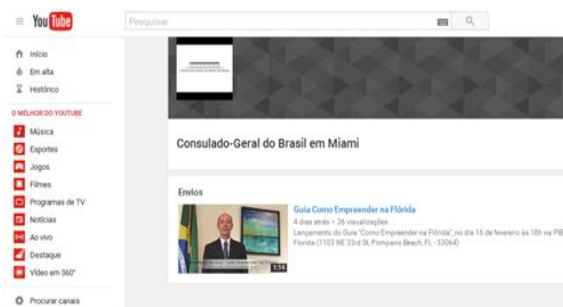 YouTube
Pesquisar
Início
Em alta
Histórico
O MELHOR DO YOUTUBE
Música
Esportes
Jogos
Filmes
Programas de TV
Notícias
Ao vivo
Destaque
Vídeo em 360°
Procurar canais
Consulado-Geral do Brasil em Miami
Envios
Guia Como Empreender na Flórida
4 dias atrás • 36 visualizações
Lançamento do Guia "Como Empreender na Flórida", no dia 16 de fevereiro às 18h na PIB
Florida (1103 NE 33rd St, Pompano Beach, FL - 33064)
1:14